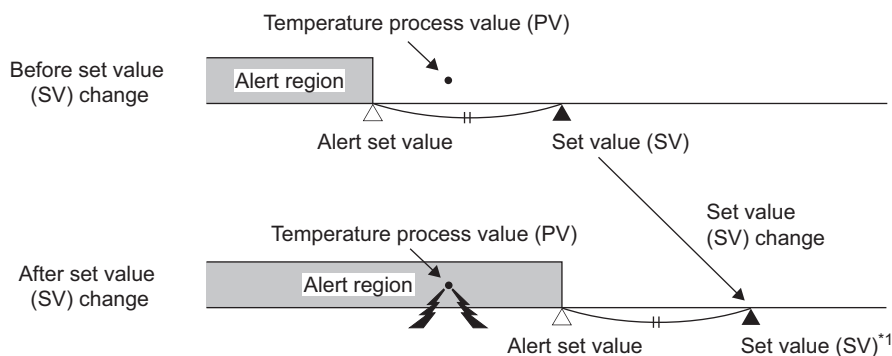 Temperature process value (PV)
Before set value
(SV) change
Alert region
Alert set value
Set value (SV)
Set value
(SV) change
Temperature process value (PV)
After set value
(SV) change
Alert region
Alert set value
Set value (SV)*1